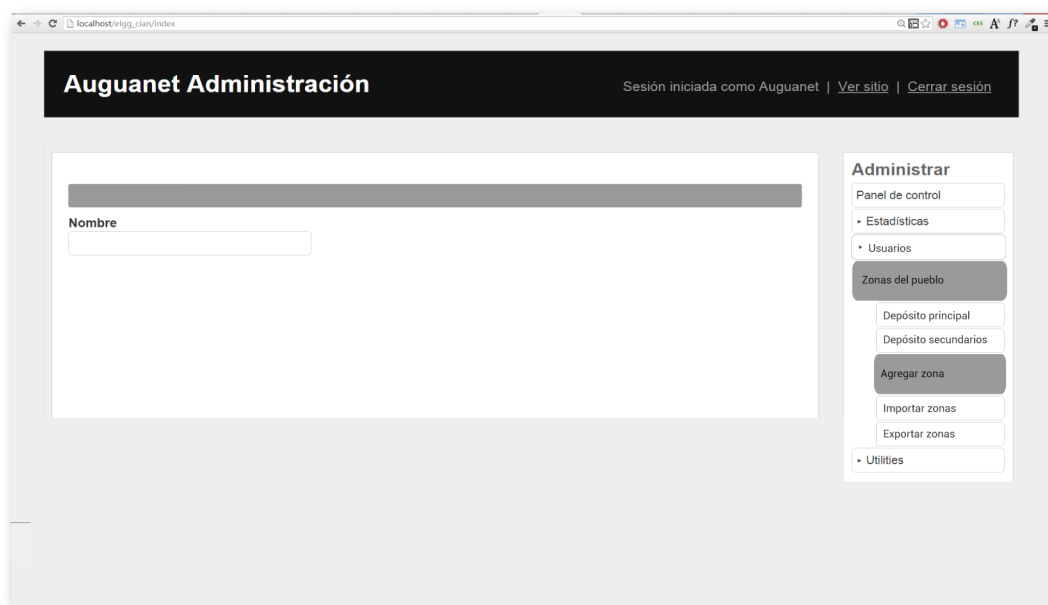 localhost/elgg_cian/index
Auguanet Administración
Sesión iniciada como Auguanet | Ver sitio | Cerrar sesión
Nombre
Administrar
Panel de control
Estadísticas
Usuarios
Zonas del pueblo
Depósito principal
Depósito secundarios
Agregar zona
Importar zonas
Exportar zonas
Utilities